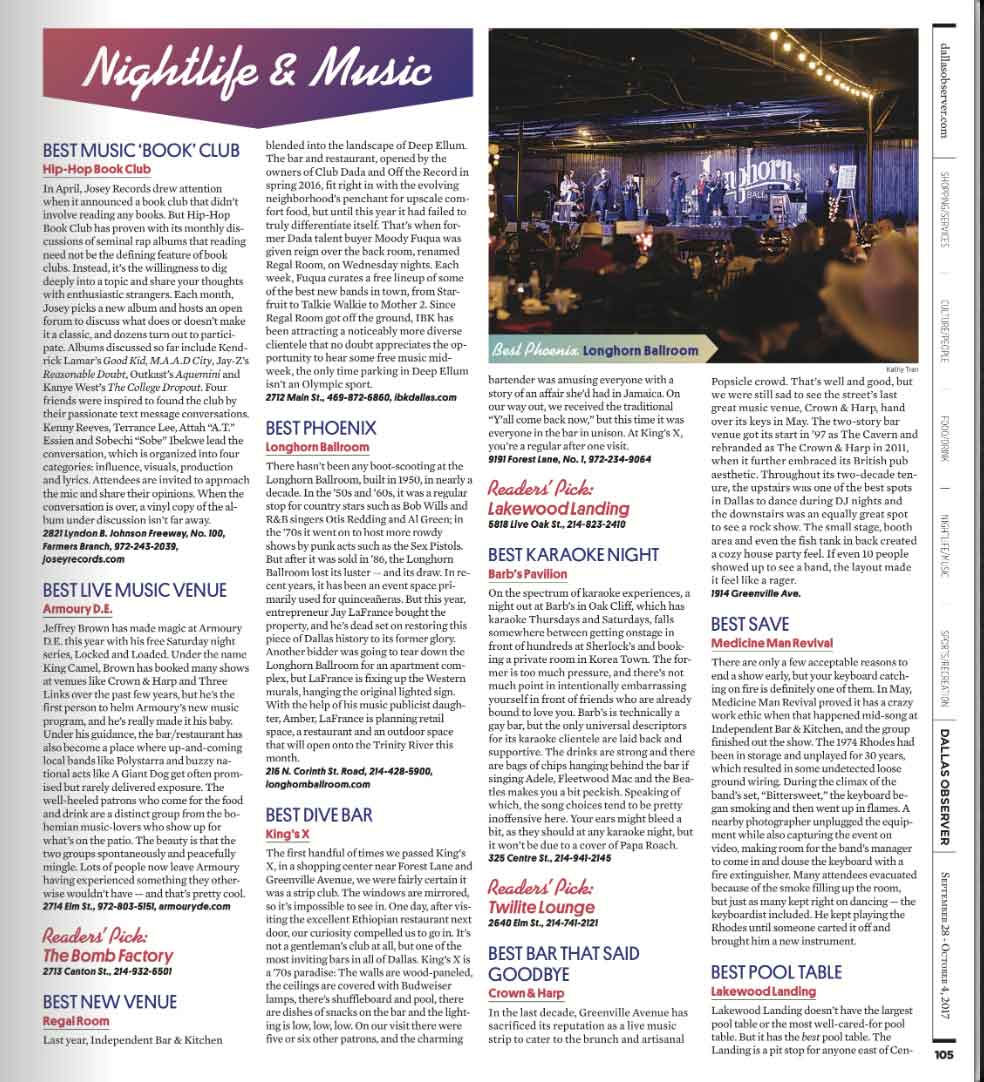 Nightlife & Music
BEST MUSIC ‘BOOK’ CLUB
Hip-Hop Book Club
In April, Josey Records drew attention
when it announced a book club that didn’t
involve reading any books. But Hip-Hop
Book Club has proven with its monthly dis-
cussions of seminal rap albums that reading
need not be the defining feature of book
clubs. Instead, it’s the willingness to dig
deeply into a topic and share your thoughts
with enthusiastic strangers. Each month,
Josey picks a new album and hosts an open
forum to discuss what does or doesn’t make
it a classic, and dozens turn out to partici-
pate. Albums discussed so far include Kend-
rick Lamar’s Good Kid, M.A.A.D City, Jay-Z’s
Reasonable Doubt, Outkast’s Aquemini and
Kanye West’s The College Dropout. Four
friends were inspired to found the club by
their passionate text message conversations.
Kenny Reeves, Terrance Lee, Attah “A.T.”
Essien and Sobechi “Sobe” Ibekwe lead the
conversation, which is organized into four
categories: influence, visuals, production
and lyrics. Attendees are invited to approach
the mic and share their opinions. When the
conversation is over, a vinyl copy of the al-
bum under discussion isn’t far away.
2821 Lyndon B. Johnson Freeway, No. 100,
Farmers Branch, 972-243-2039,
joseyrecords.com
BEST LIVE MUSIC VENUE
Armoury D.E.
Jeffrey Brown has made magic at Armoury
D.E. this year with his free Saturday night
series, Locked and Loaded. Under the name
King Camel, Brown has booked many shows
at venues like Crown & Harp and Three
Links over the past few years, but he’s the
first person to helm Armoury’s new music
program, and he’s really made it his baby.
Under his guidance, the bar/restaurant has
also become a place where up-and-coming
local bands like Polystarra and buzzy na-
tional acts like A Giant Dog get often prom-
ised but rarely delivered exposure. The
well-heeled patrons who come for the food
and drink are a distinct group from the bo-
hemian music-lovers who show up for
what’s on the patio. The beauty is that the
two groups spontaneously and peacefully
mingle. Lots of people now leave Armoury
having experienced something they other-
wise wouldn’t have — and that’s pretty cool.
2714 Elm St., 972-803-5151, armouryde.com
Readers’ Pick:
The Bomb Factory
2713 Canton St., 214-932-6501
BEST NEW VENUE
Regal Room
Last year, Independent Bar & Kitchen
blended into the landscape of Deep Ellum.
The bar and restaurant, opened by the
owners of Club Dada and Off the Record in
spring 2016, fit right in with the evolving
neighborhood’s penchant for upscale com-
fort food, but until this year it had failed to
truly differentiate itself. That’s when for-
mer Dada talent buyer Moody Fuqua was
given reign over the back room, renamed
Regal Room, on Wednesday nights. Each
week, Fuqua curates a free lineup of some
of the best new bands in town, from Star-
fruit to Talkie Walkie to Mother 2. Since
Regal Room got off the ground, IBK has
been attracting a noticeably more diverse
clientele that no doubt appreciates the op-
portunity to hear some free music mid-
week, the only time parking in Deep Ellum
isn’t an Olympic sport.
2712 Main St., 469-872-6860, ibkdallas.com
BEST PHOENIX
Longhorn Ballroom
There hasn’t been any boot-scooting at the
Longhorn Ballroom, built in 1950, in nearly a
decade. In the ’50s and ’60s, it was a regular
stop for country stars such as Bob Wills and
R&B singers Otis Redding and Al Green; in
the ’70s it went on to host more rowdy
shows by punk acts such as the Sex Pistols.
But after it was sold in ’86, the Longhorn
Ballroom lost its luster — and its draw. In re-
cent years, it has been an event space pri-
marily used for quinceañeras. But this year,
entrepreneur Jay LaFrance bought the
property, and he’s dead set on restoring this
piece of Dallas history to its former glory.
Another bidder was going to tear down the
Longhorn Ballroom for an apartment com-
plex, but LaFrance is fixing up the Western
murals, hanging the original lighted sign.
With the help of his music publicist daugh-
ter, Amber, LaFrance is planning retail
space, a restaurant and an outdoor space
that will open onto the Trinity River this
month.
216 N. Corinth St. Road, 214-428-5900,
longhornballroom.com
BEST DIVE BAR
King’s X
The first handful of times we passed King’s
X, in a shopping center near Forest Lane and
Greenville Avenue, we were fairly certain it
was a strip club. The windows are mirrored,
so it’s impossible to see in. One day, after vis-
iting the excellent Ethiopian restaurant next
door, our curiosity compelled us to go in. It’s
not a gentleman’s club at all, but one of the
most inviting bars in all of Dallas. King’s X is
a ’70s paradise: The walls are wood-paneled,
the ceilings are covered with Budweiser
lamps, there’s shuffleboard and pool, there
are dishes of snacks on the bar and the light-
ing is low, low, low. On our visit there were
five or six other patrons, and the charming
Longhorn
BALL
Best Phoenix Longhorn Ballroom
Kathy Tran
bartender was amusing everyone with a
story of an affair she’d had in Jamaica. On
our way out, we received the traditional
“Y’all come back now,” but this time it was
everyone in the bar in unison. At King’s X,
you’re a regular after one visit.
9191 Forest Lane, No. 1, 972-234-9064
Readers’ Pick:
Lakewood Landing
5818 Live Oak St., 214-823-2410
BEST KARAOKE NIGHT
Barb’s Pavilion
On the spectrum of karaoke experiences, a
night out at Barb’s in Oak Cliff, which has
karaoke Thursdays and Saturdays, falls
somewhere between getting onstage in
front of hundreds at Sherlock’s and book-
ing a private room in Korea Town. The for-
mer is too much pressure, and there’s not
much point in intentionally embarrassing
yourself in front of friends who are already
bound to love you. Barb’s is technically a
gay bar, but the only universal descriptors
for its karaoke clientele are laid back and
supportive. The drinks are strong and there
are bags of chips hanging behind the bar if
singing Adele, Fleetwood Mac and the Bea-
tles makes you a bit peckish. Speaking of
which, the song choices tend to be pretty
inoffensive here. Your ears might bleed a
bit, as they should at any karaoke night, but
it won’t be due to a cover of Papa Roach.
325 Centre St., 214-941-2145
Readers’ Pick:
Twilite Lounge
2640 Elm St., 214-741-2121
BEST BAR THAT SAID
GOODBYE
Crown & Harp
In the last decade, Greenville Avenue has
sacrificed its reputation as a live music
strip to cater to the brunch and artisanal
Popsicle crowd. That’s well and good, but
we were still sad to see the street’s last
great music venue, Crown & Harp, hand
over its keys in May. The two-story bar
venue got its start in ’97 as The Cavern and
rebranded as The Crown & Harp in 2011,
when it further embraced its British pub
aesthetic. Throughout its two-decade ten-
ure, the upstairs was one of the best spots
in Dallas to dance during DJ nights and
the downstairs was an equally great spot
to see a rock show. The small stage, booth
area and even the fish tank in back created
a cozy house party feel. If even 10 people
showed up to see a band, the layout made
it feel like a rager.
1914 Greenville Ave.
BEST SAVE
Medicine Man Revival
There are only a few acceptable reasons to
end a show early, but your keyboard catch-
ing on fire is definitely one of them. In May,
Medicine Man Revival proved it has a crazy
work ethic when that happened mid-song at
Independent Bar & Kitchen, and the group
finished out the show. The 1974 Rhodes had
been in storage and unplayed for 30 years,
which resulted in some undetected loose
ground wiring. During the climax of the
band’s set, “Bittersweet,” the keyboard be-
gan smoking and then went up in flames. A
nearby photographer unplugged the equip-
ment while also capturing the event on
video, making room for the band’s manager
to come in and douse the keyboard with a
fire extinguisher. Many attendees evacuated
because of the smoke filling up the room,
but just as many kept right on dancing — the
keyboardist included. He kept playing the
Rhodes until someone carted it off and
brought him a new instrument.
BEST POOL TABLE
Lakewood Landing
Lakewood Landing doesn’t have the largest
pool table or the most well-cared-for pool
table. But it has the best pool table. The
Landing is a pit stop for anyone east of Cen-
dallasobserver.com
SHOPPING/SERVICES
CULTURE/PEOPLE
FOOD/DRINK
NIGHTLIFE/MUSIC
SPORTS/RECREATION
DALLAS OBSERVER
SEPTEMBER 28 - OCTOBER 4, 2017
105